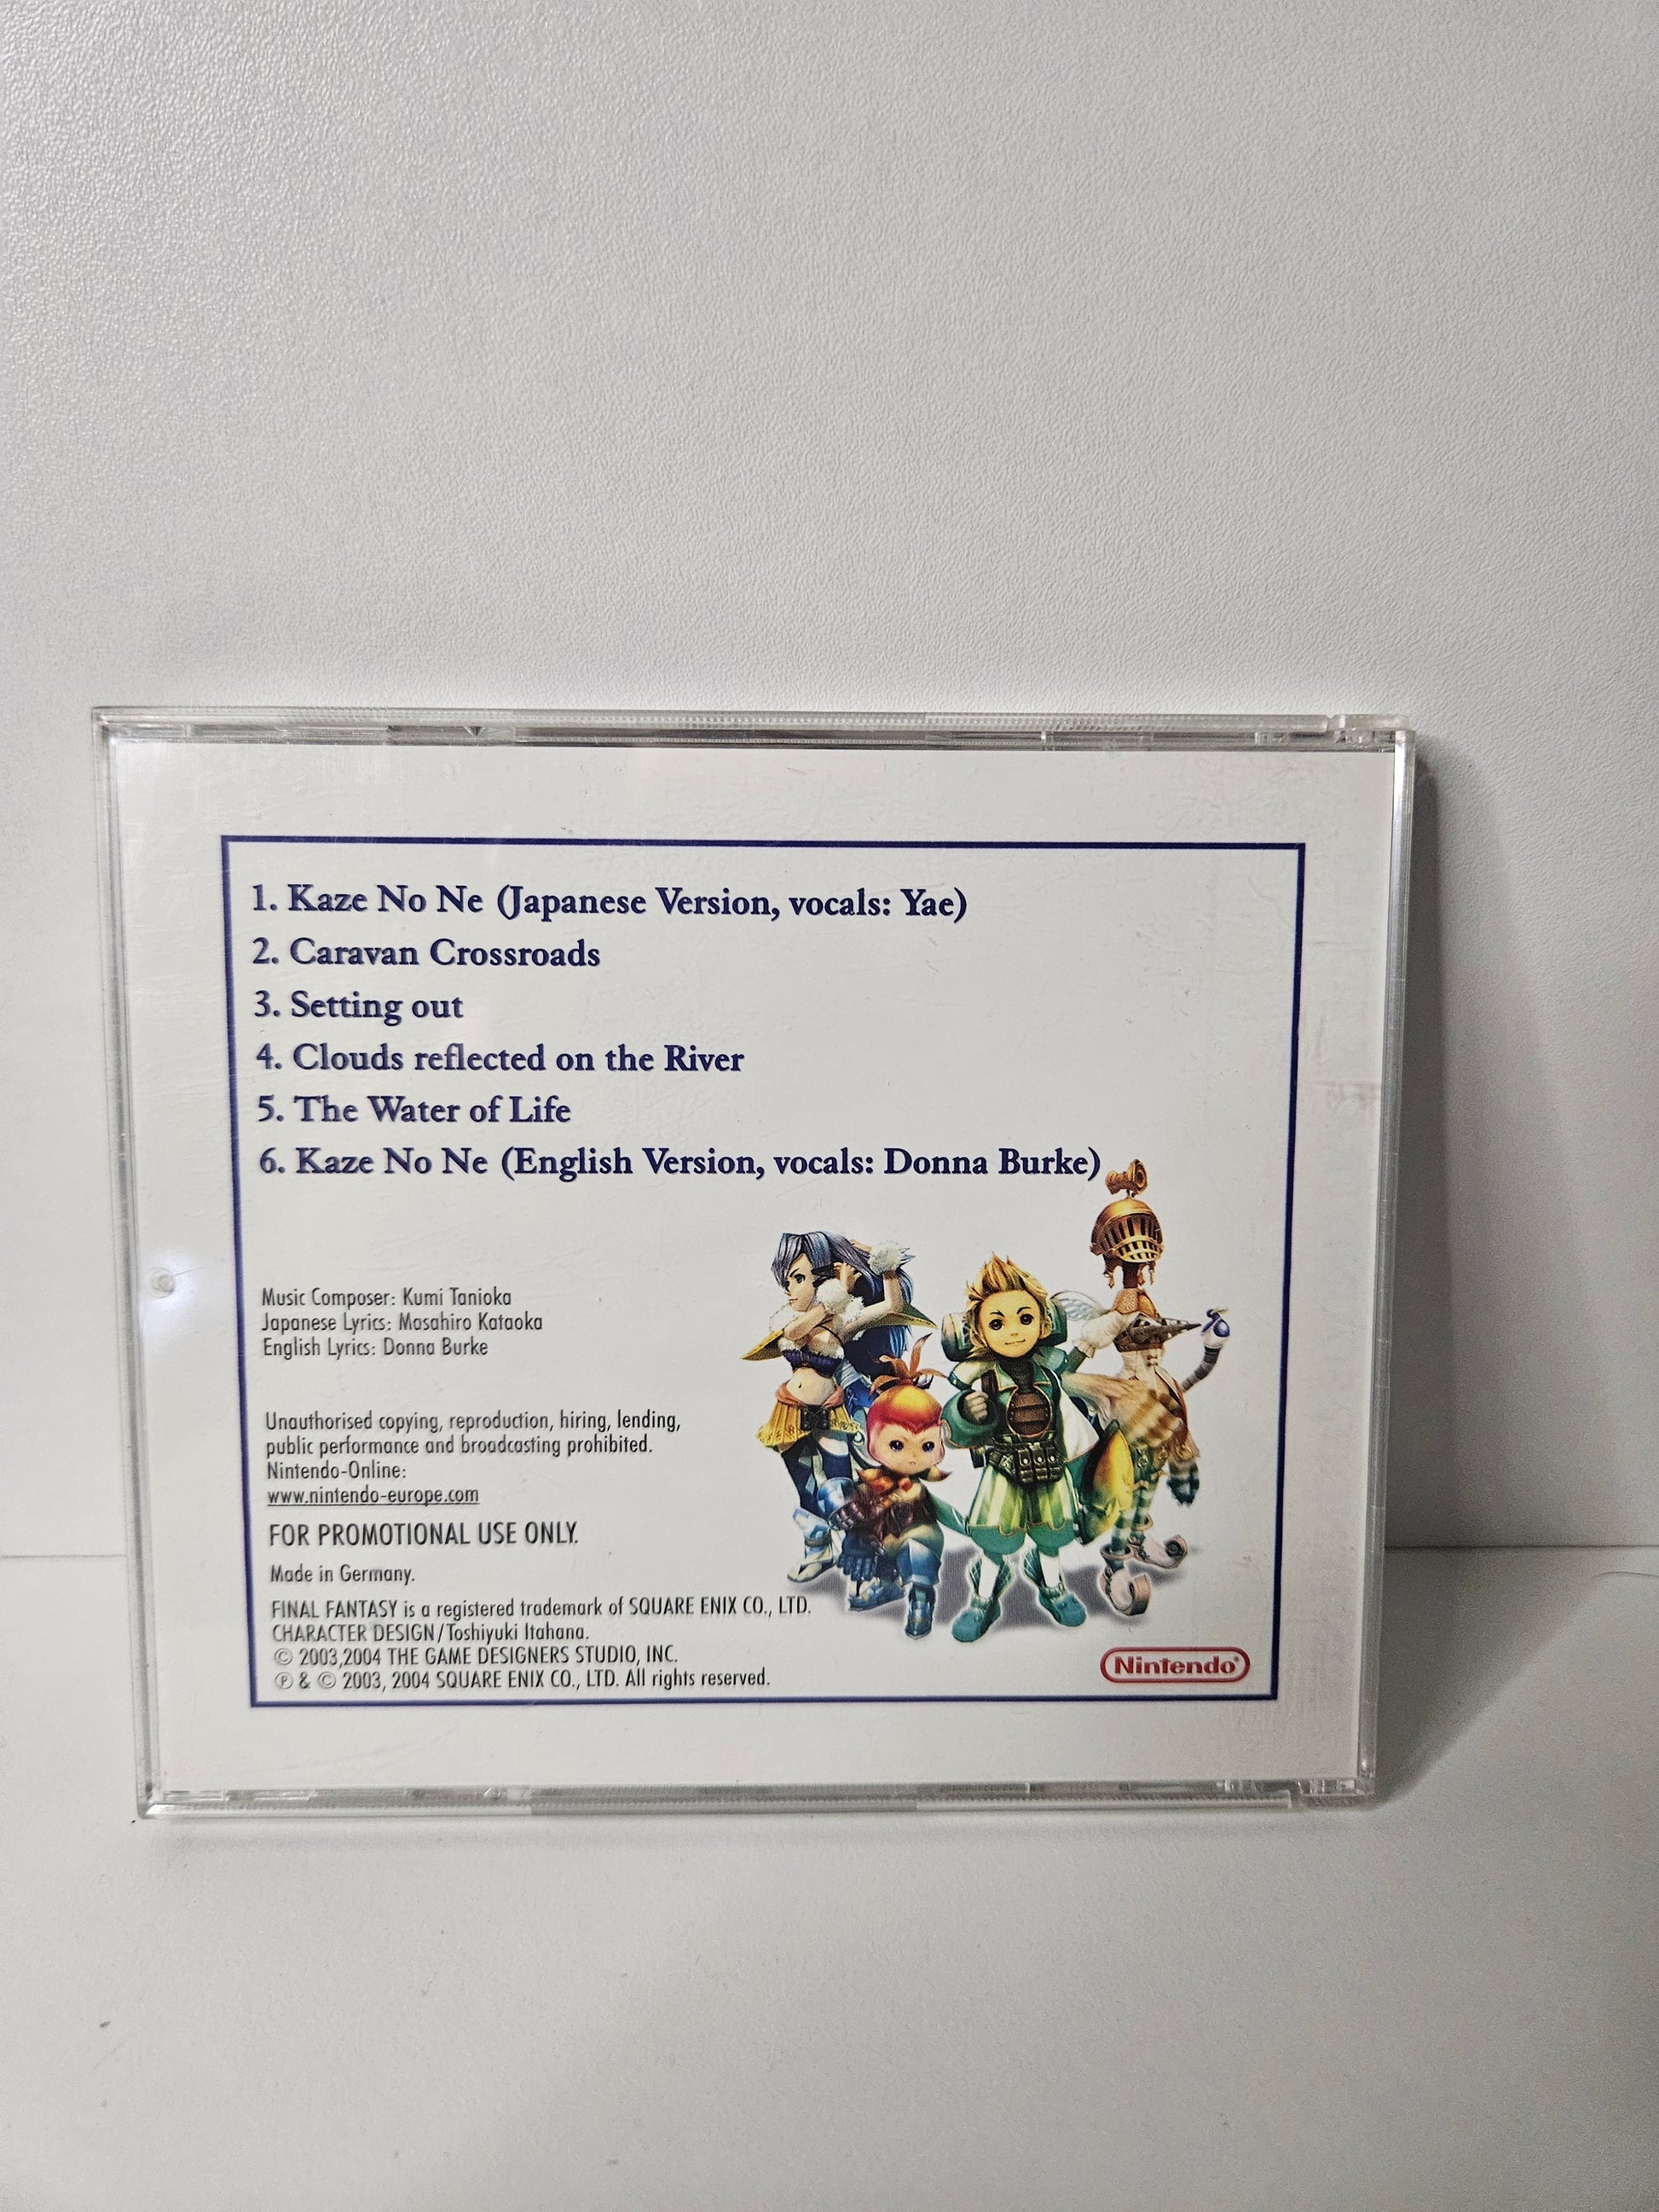 1. Kaze No Ne (Japanese Version, vocals: Yae)
2. Caravan Crossroads
3. Setting out
4. Clouds reflected on the River
5. The Water of Life
6. Kaze No Ne (English Version, vocals: Donna Burke)
Music Composer: Kumi Tanioka
Japanese Lyrics: Masahiro Kataoka
English Lyrics: Donna Burke
Unauthorised copying, reproduction, hiring, lending,
public performance and broadcasting prohibited.
Nintendo-Online:
www.nintendo-europe.com
FOR PROMOTIONAL USE ONLY.
Made in Germany.
FINAL FANTASY is a registered trademark of SQUARE ENIX CO., LTD.
CHARACTER DESIGN/Toshiyuki Itahana.
© 2003,2004 THE GAME DESIGNERS STUDIO, INC.
℗ & © 2003, 2004 SQUARE ENIX CO., LTD. All rights reserved.
Nintendo®